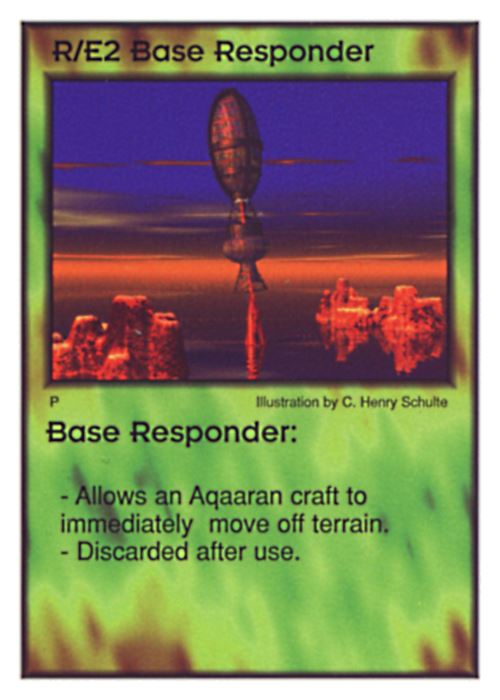 R/E2 Base Responder
P
Illustration by C. Henry Schulte
Base Responder:
- Allows an Aqaaran craft to
immediately move off terrain.
- Discarded after use.